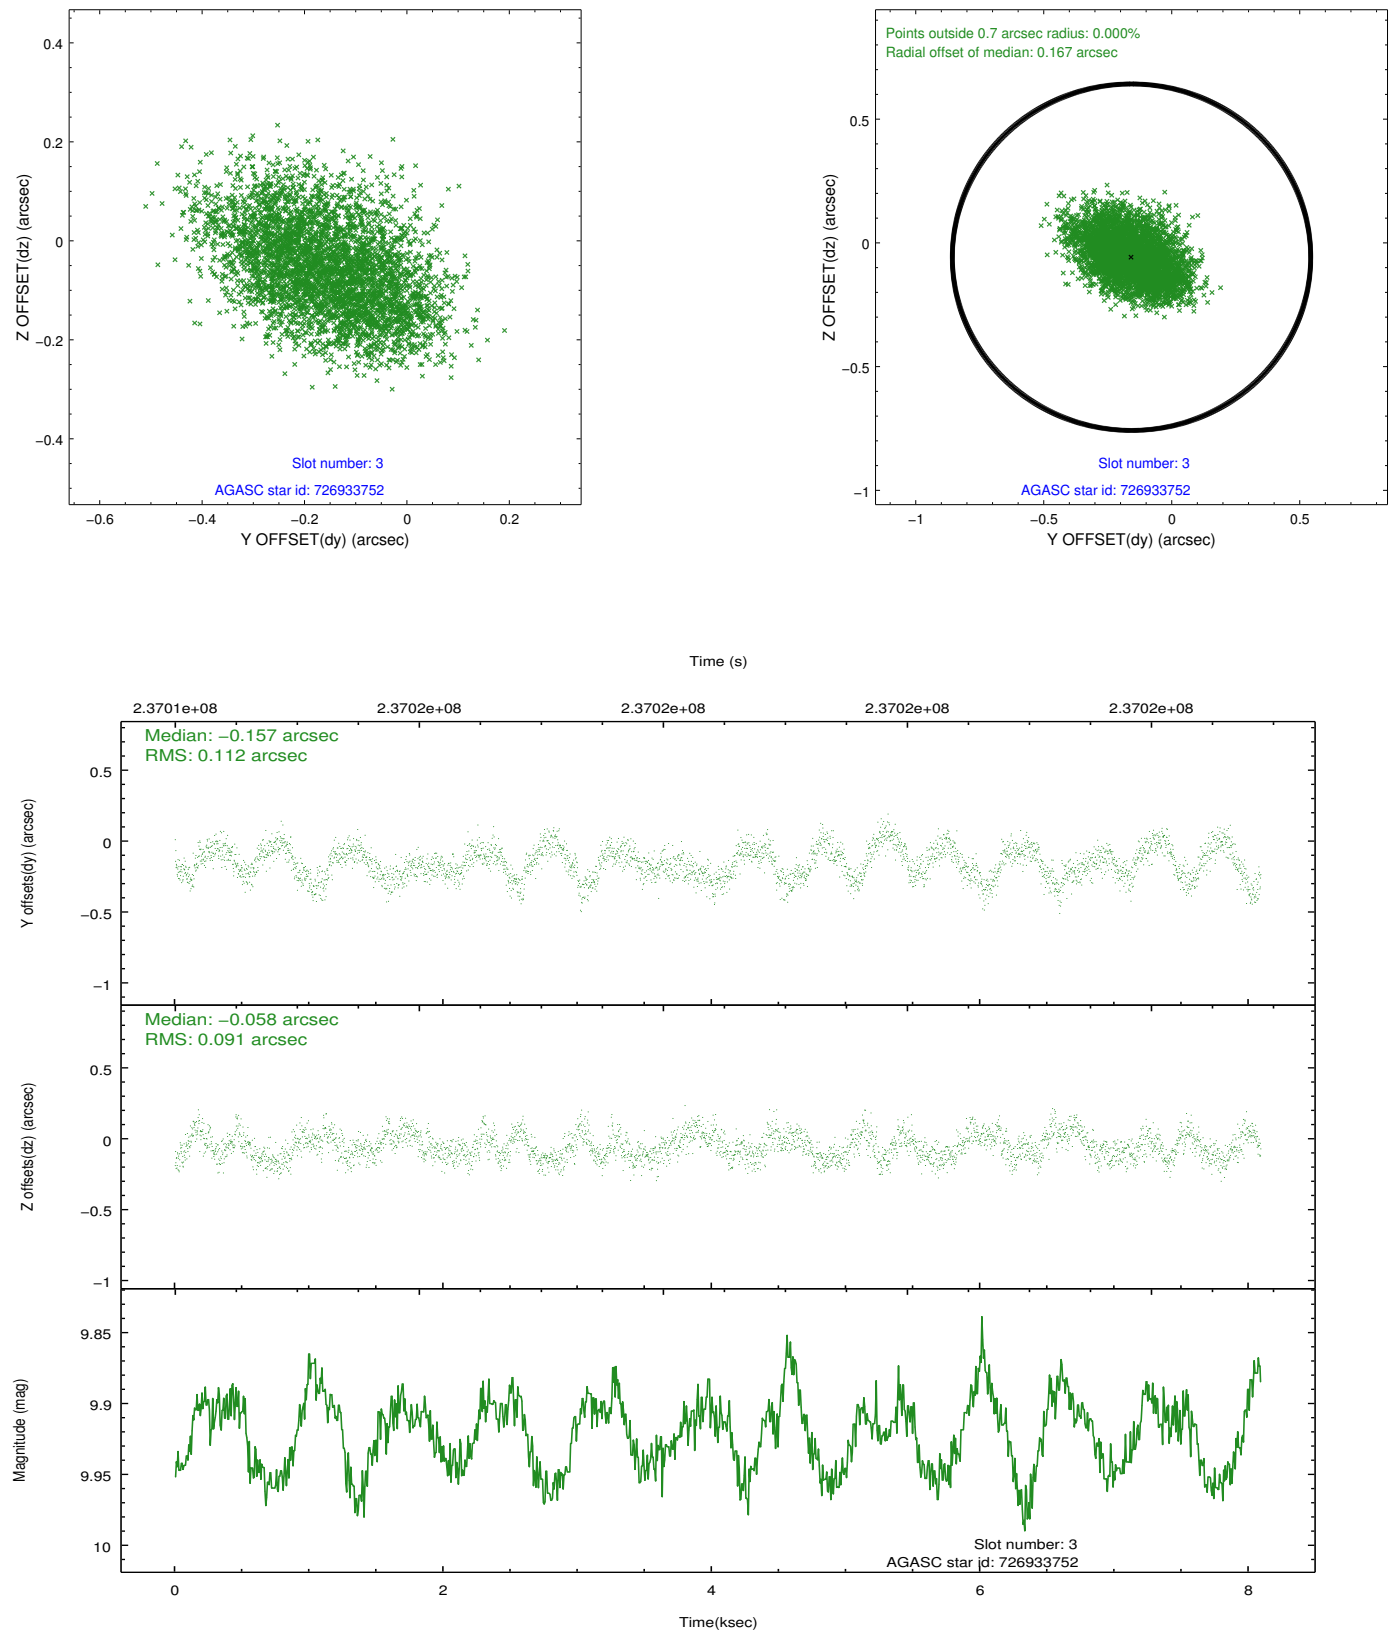 0.4
0.2
0
−0.2
−0.4
Z OFFSET(dz) (arcsec)
Slot number: 3
AGASC star id: 726933752
−0.6
−0.4
−0.2
0
0.2
Y OFFSET(dy) (arcsec)
Points outside 0.7 arcsec radius: 0.000%
Radial offset of median: 0.167 arcsec
0.5
0
−0.5
−1
Z OFFSET(dz) (arcsec)
Slot number: 3
AGASC star id: 726933752
−1
−0.5
0
0.5
Y OFFSET(dy) (arcsec)
Time (s)
2.3701e+08
2.3702e+08
2.3702e+08
2.3702e+08
2.3702e+08
Median: −0.157 arcsec
RMS: 0.112 arcsec
0.5
0
−0.5
−1
Y offsets(dy) (arcsec)
Median: −0.058 arcsec
RMS: 0.091 arcsec
0.5
0
−0.5
−1
Z offsets(dz) (arcsec)
9.85
9.9
9.95
10
Magnitude (mag)
Slot number: 3
AGASC star id: 726933752
0
2
4
6
8
Time(ksec)